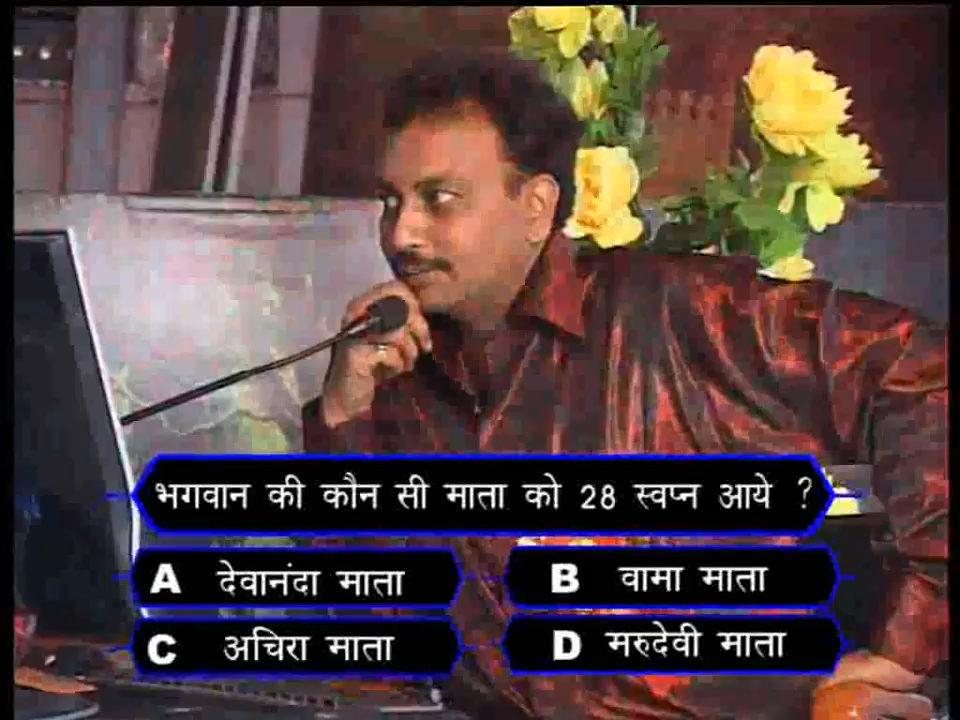 भगवान की कौन सी माता को 28 स्वप्न आये ?
A देवानंदा माता
B वामा माता
C अचिरा माता
D मरुदेवी माता